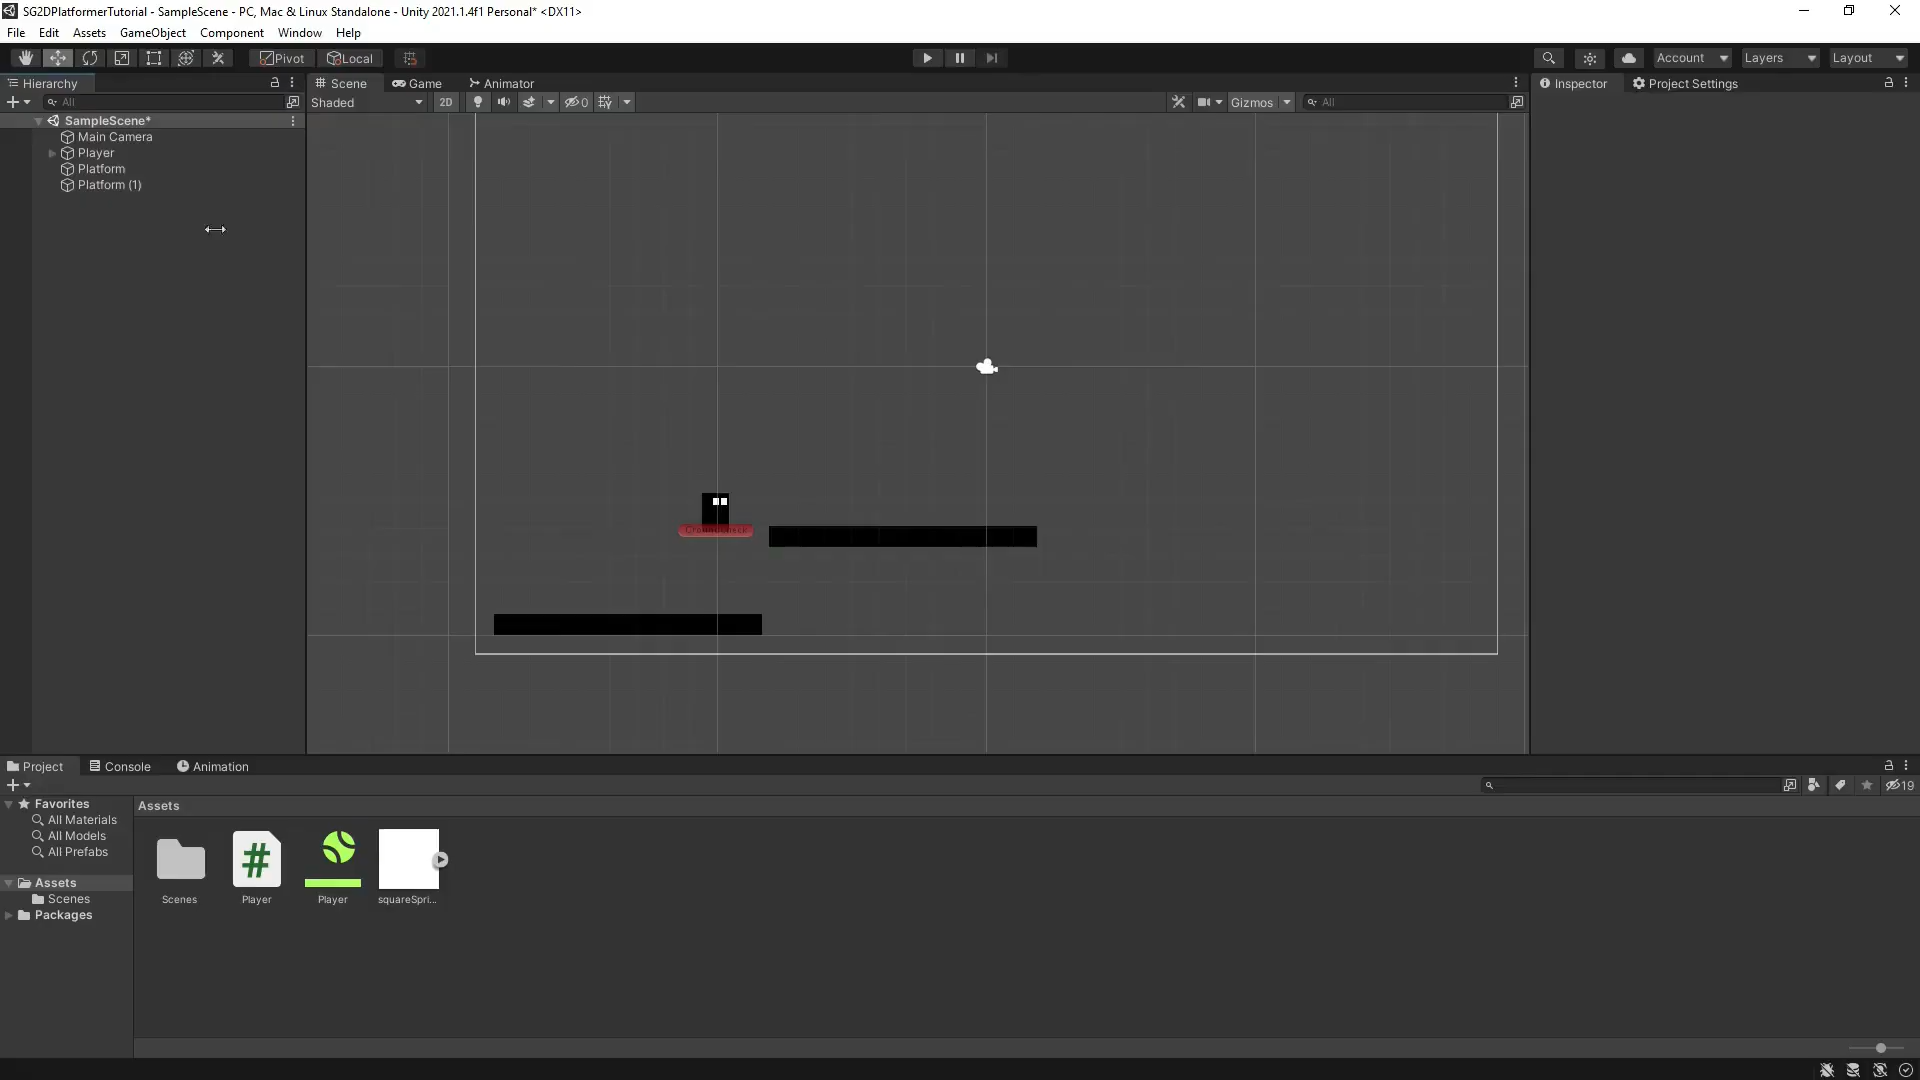 SG2DPlatformerTutorial - SampleScene - PC, Mac & Linux Standalone - Unity 2021.1.4f1 Personal* <DX11>
File Edit Assets GameObject Component Window Help
Pivot Local Account Layers Layout
Hierarchy Scene Game Animator Inspector Project Settings
All Shaded 2D 0 Gizmos All
SampleScene*
Main Camera
Player
Platform
Platform (1)
GroundCheck
Project Console Animation
19
Favorites Assets
All Materials
All Models
All Prefabs
Assets
Scenes
Packages
#
Scenes Player Player squareSpri...